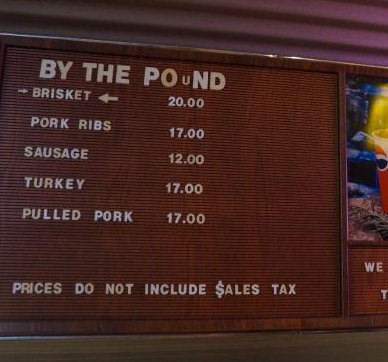 BY THE POUND
→ BRISKET ← 20.00
PORK RIBS 17.00
SAUSAGE 12.00
TURKEY 17.00
PULLED PORK 17.00
PRICES DO NOT INCLUDE $ALES TAX
WE
T